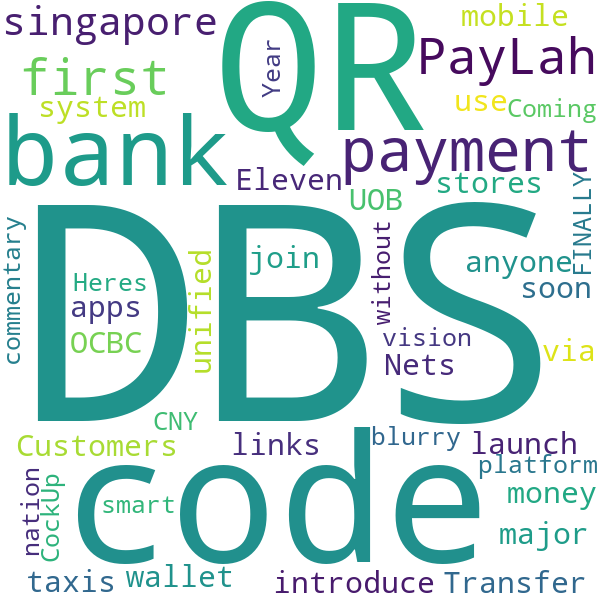 singapore
QR
mobile
Year
PayLah
first
system
use
Coming
bank
payment
Eleven
stores
UOB
FINALLY
DBS
commentary
unified
join
without
anyone
soon
Heres
apps
OCBC
vision
Nets
via
CNY
Customers
links
blurry
launch
code
platform
nation
CockUp
smart
money
major
taxis
wallet
introduce
Transfer